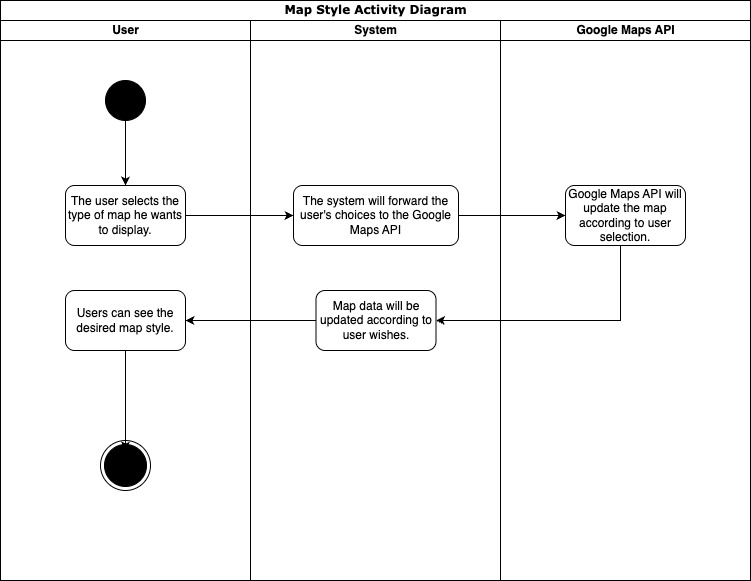 Map Style Activity Diagram
User
System
Google Maps API
The user selects the
type of map he wants
to display.
The system will forward the
user's choices to the Google
Maps API
Google Maps API will
update the map
according to user
selection.
Users can see the
desired map style.
Map data will be
updated according to
user wishes.